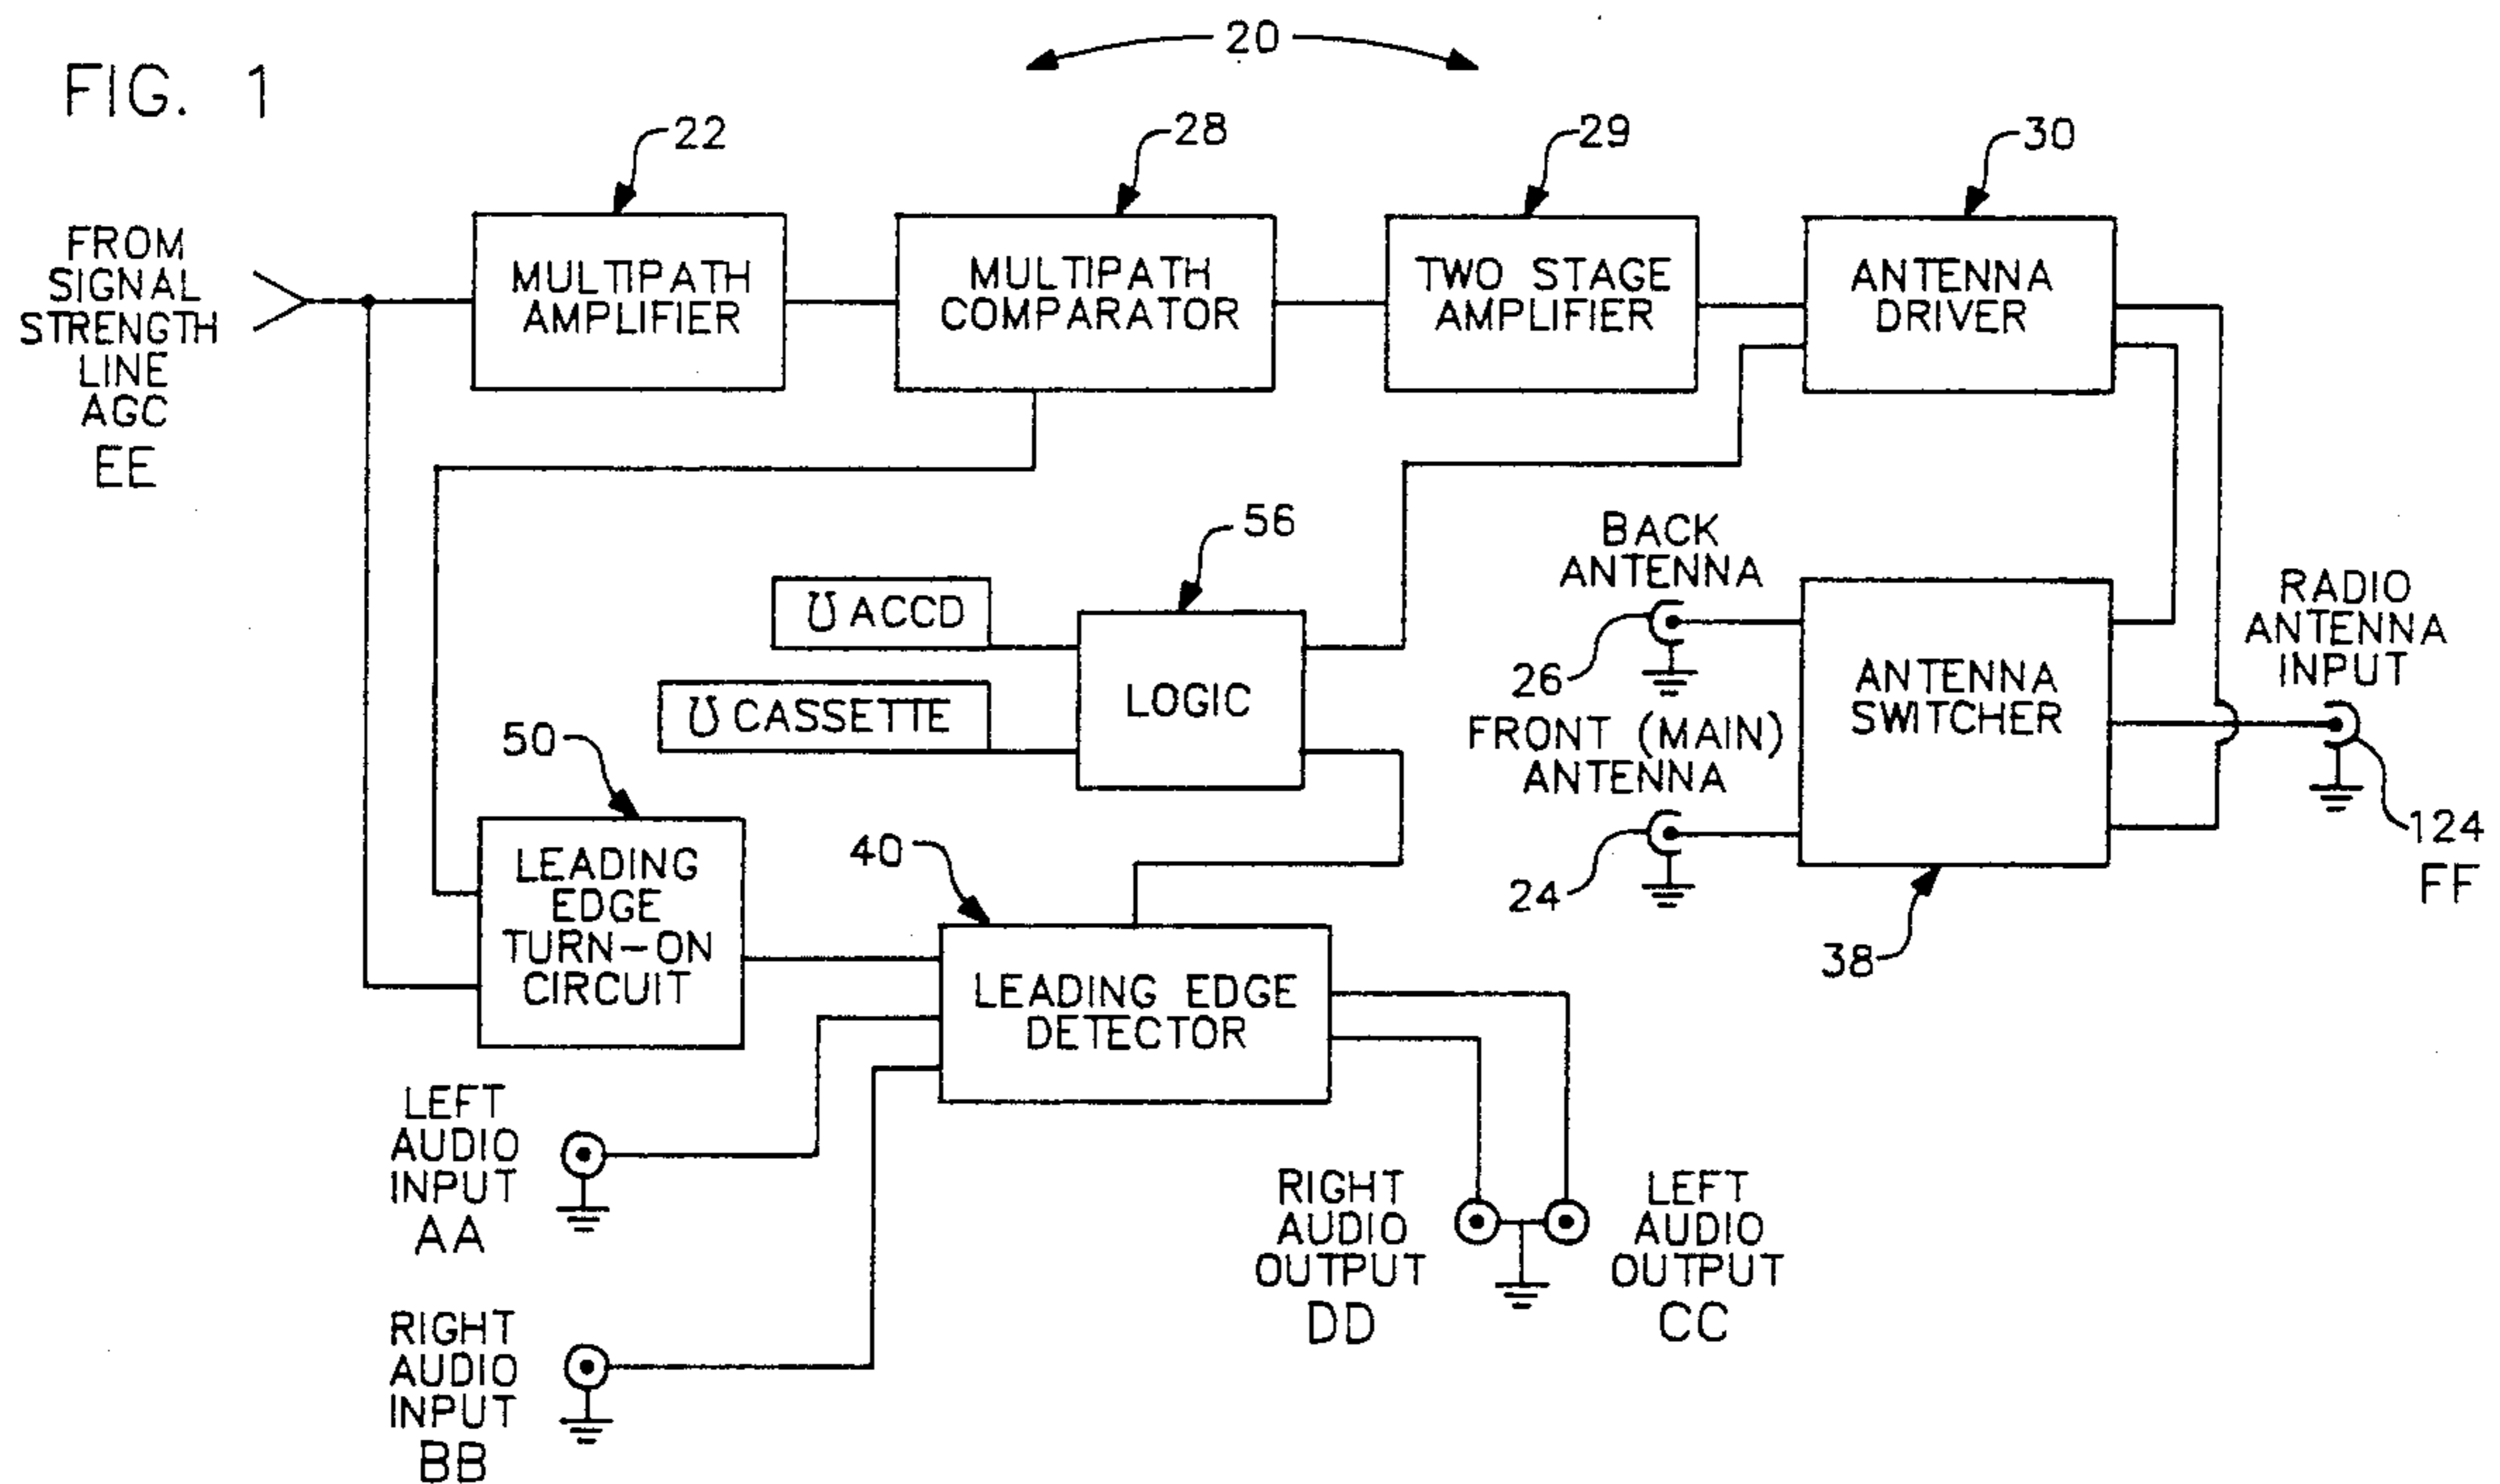 FIG. 1
20
22
28
29
30
FROM
SIGNAL
STRENGTH
LINE
AGC
EE
MULTIPATH
AMPLIFIER
MULTIPATH
COMPARATOR
TWO STAGE
AMPLIFIER
ANTENNA
DRIVER
56
ACCD
CASSETTE
LOGIC
BACK
ANTENNA
26
FRONT (MAIN)
ANTENNA
24
ANTENNA
SWITCHER
38
RADIO
ANTENNA
INPUT
124
FF
50
LEADING
EDGE
TURN-ON
CIRCUIT
40
LEADING EDGE
DETECTOR
LEFT
AUDIO
INPUT
AA
RIGHT
AUDIO
INPUT
BB
RIGHT
AUDIO
OUTPUT
DD
LEFT
AUDIO
OUTPUT
CC